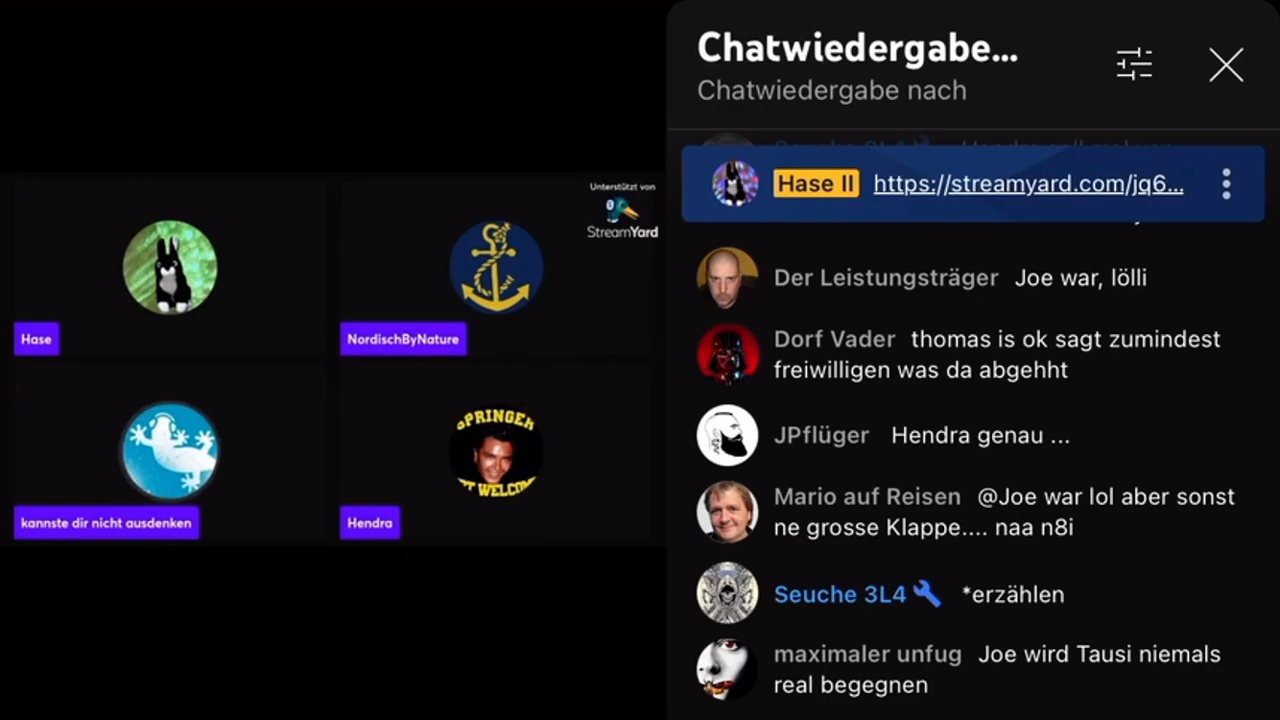 Unterstützt von
StreamYard
Hase
NordischByNature
SPRINGER
kannste dir nicht ausdenken
Hendra
Chatwiedergabe...
Chatwiedergabe nach
Hase II https://streamyard.com/jq6...
Der Leistungsträger Joe war, lölli
Dorf Vader thomas is ok sagt zumindest
freiwilligen was da abgehht
JPflüger Hendra genau ...
Mario auf Reisen @Joe war lol aber sonst
ne grosse Klappe.... naa n8i
Seuche 3L4 *erzählen
maximaler unfug Joe wird Tausi niemals
real begegnen